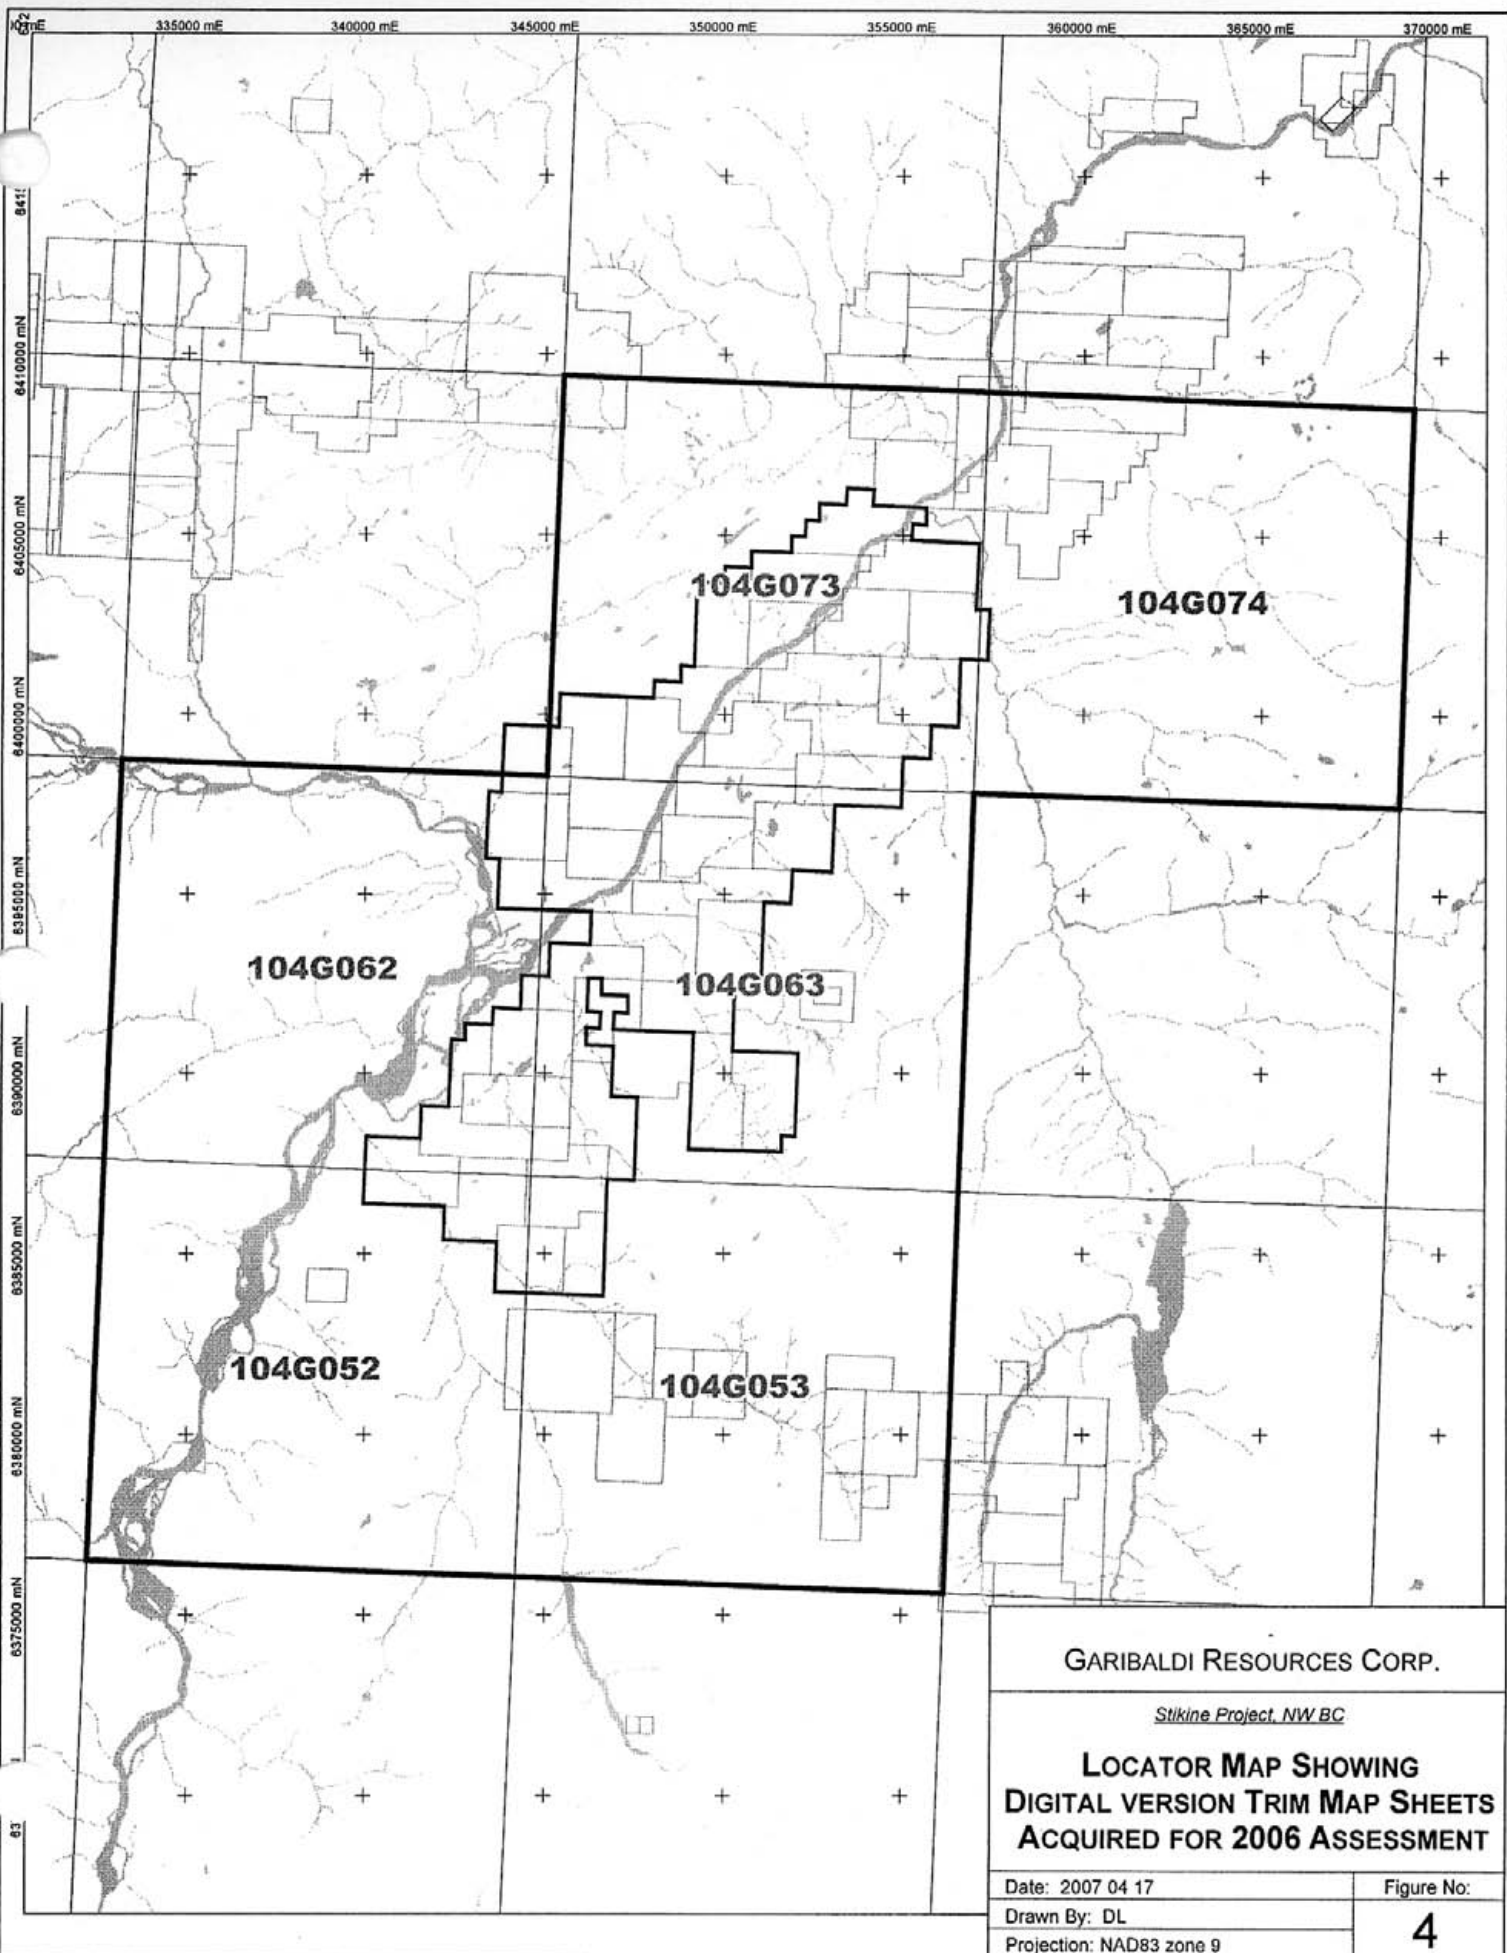 335000 mE 340000 mE 345000 mE 350000 mE 355000 mE 360000 mE 365000 mE 370000 mE
6410000 mN
6405000 mN
6400000 mN
6395000 mN
6390000 mN
6385000 mN
6380000 mN
6375000 mN
104G073
104G074
104G062
104G063
104G052
104G053
GARIBALDI RESOURCES CORP.
Stikine Project, NW BC
LOCATOR MAP SHOWING
DIGITAL VERSION TRIM MAP SHEETS
ACQUIRED FOR 2006 ASSESSMENT
Date: 2007 04 17
Figure No:
Drawn By: DL
4
Projection: NAD83 zone 9